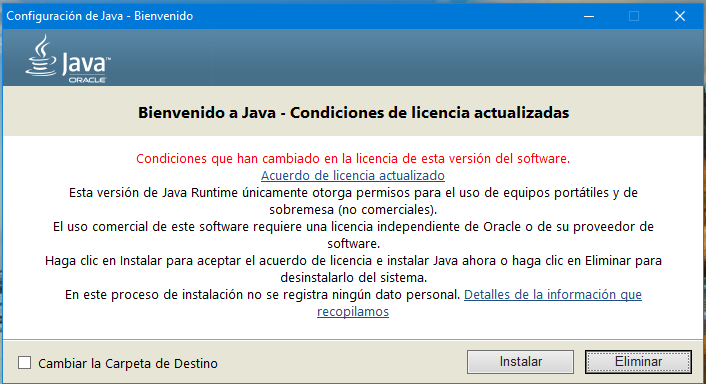 Configuración de Java - Bienvenido
Java™
ORACLE
Bienvenido a Java - Condiciones de licencia actualizadas
Condiciones que han cambiado en la licencia de esta versión del software.
Acuerdo de licencia actualizado
Esta versión de Java Runtime únicamente otorga permisos para el uso de equipos portátiles y de
sobremesa (no comerciales).
El uso comercial de este software requiere una licencia independiente de Oracle o de su proveedor de
software.
Haga clic en Instalar para aceptar el acuerdo de licencia e instalar Java ahora o haga clic en Eliminar para
desinstalarlo del sistema.
En este proceso de instalación no se registra ningún dato personal. Detalles de la información que
recopilamos
Cambiar la Carpeta de Destino
Instalar
Eliminar